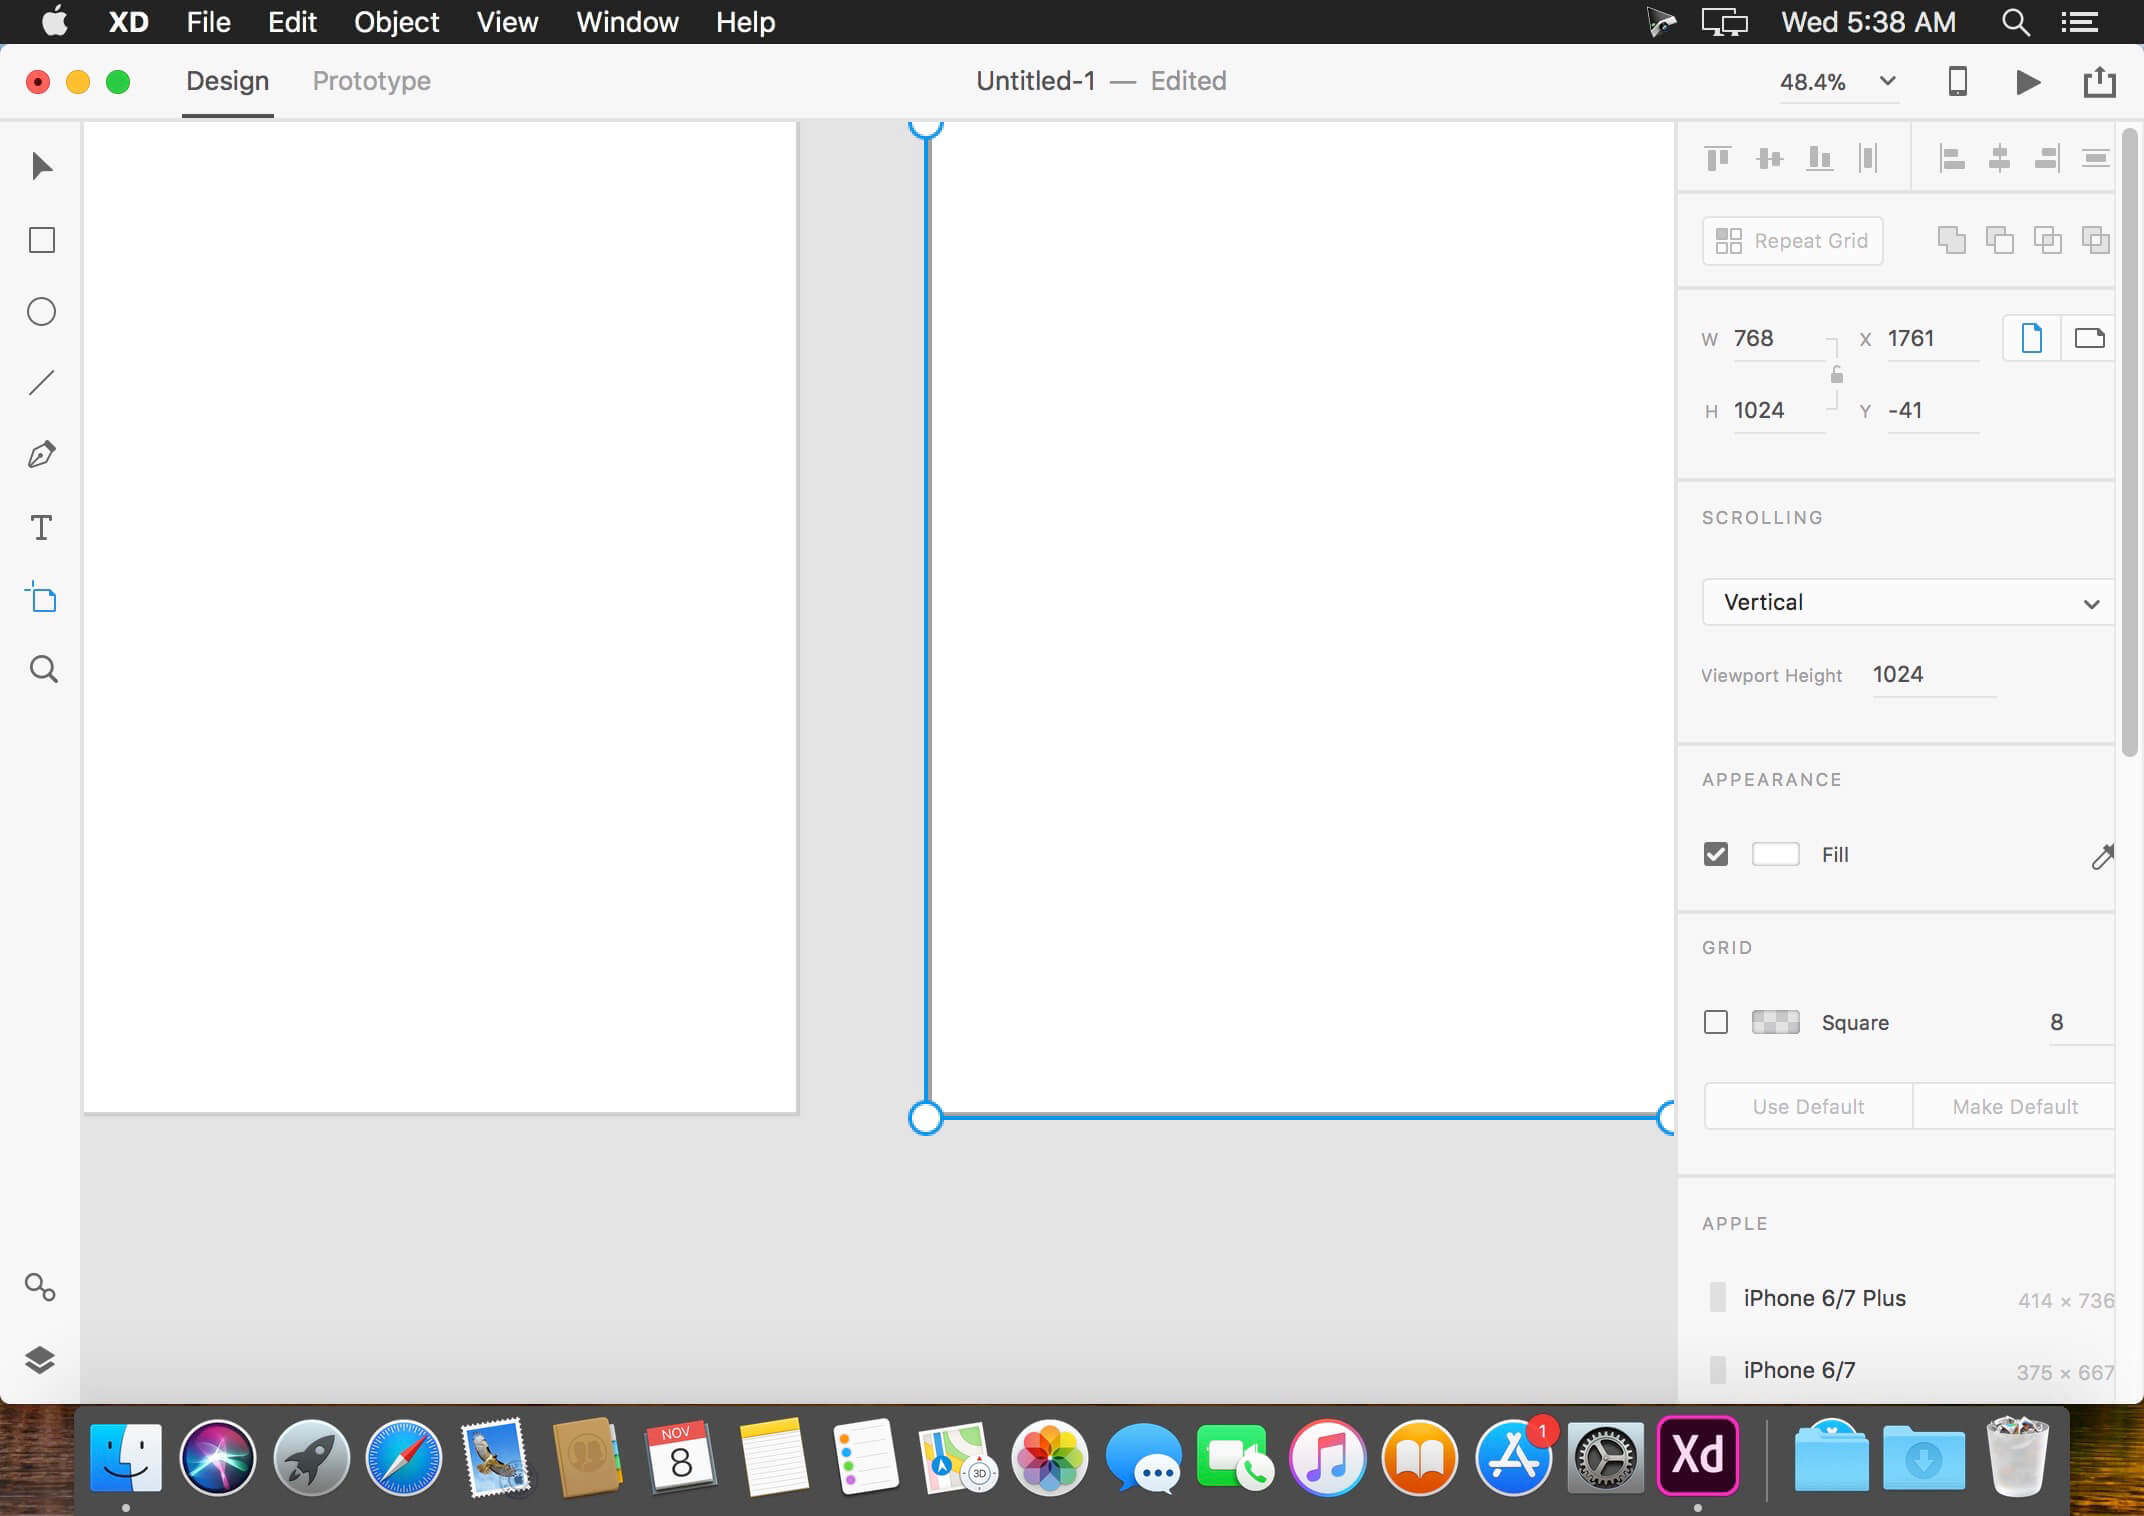 XD File Edit Object View Window Help Wed 5:38 AM
Design Prototype Untitled-1 — Edited 48.4%
Repeat Grid
W 768 X 1761
H 1024 Y -41
SCROLLING
Vertical
Viewport Height 1024
APPEARANCE
Fill
GRID
Square 8
Use Default Make Default
APPLE
iPhone 6/7 Plus 414 × 736
iPhone 6/7 375 × 667
NOV
8
3D
1
Xd